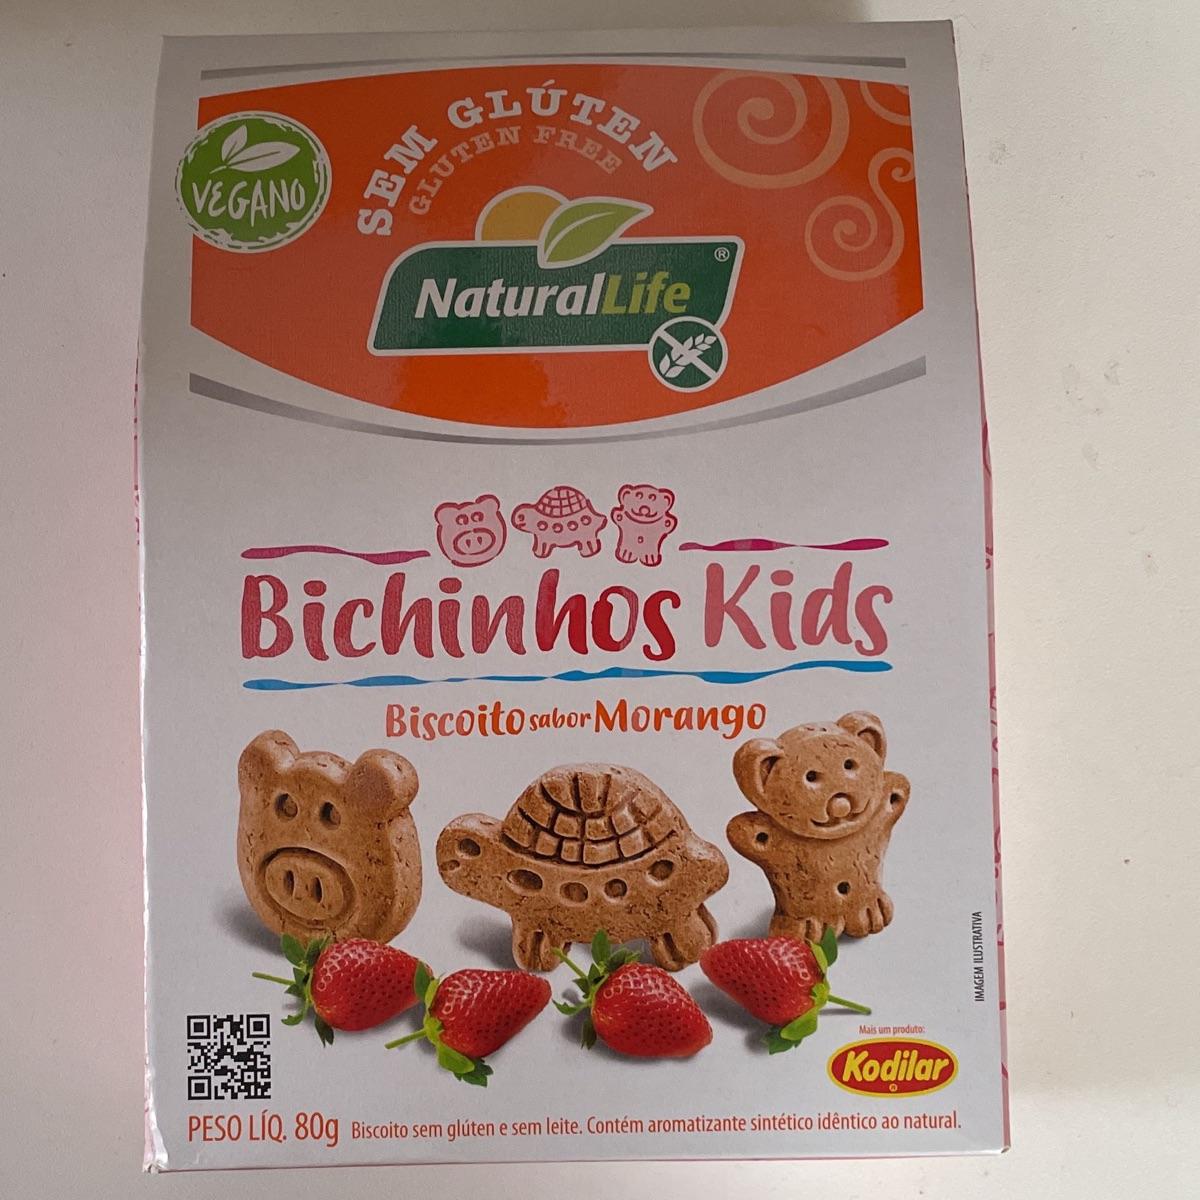 SEM GLÚTEN
GLUTEN FREE
VEGANO
NaturalLife®
Bichinhos Kids
Biscoito sabor Morango
IMAGEM ILUSTRATIVA
Mais um produto:
Kodilar
®
PESO LÍQ. 80g Biscoito sem glúten e sem leite. Contém aromatizante sintético idêntico ao natural.